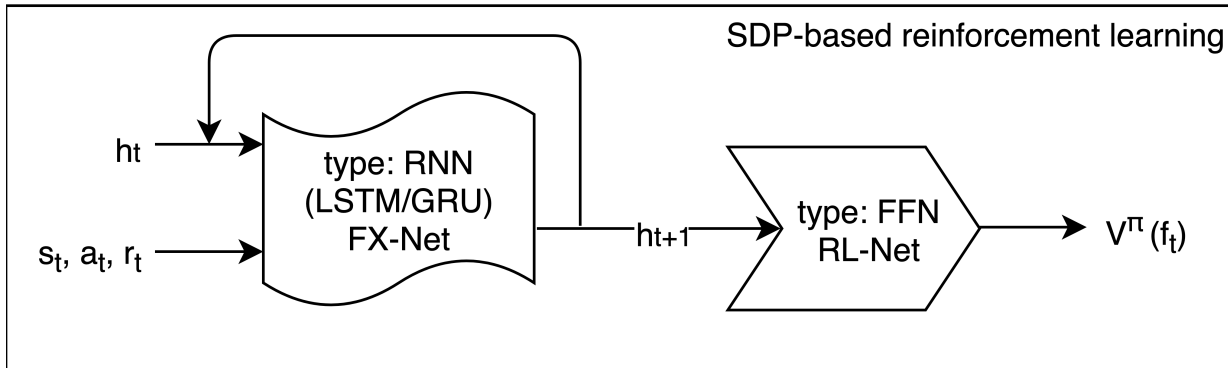 SDP-based reinforcement learning
ht
type: RNN
(LSTM/GRU)
FX-Net
st, at, rt
ht+1
type: FFN
RL-Net
Vπ(ft)